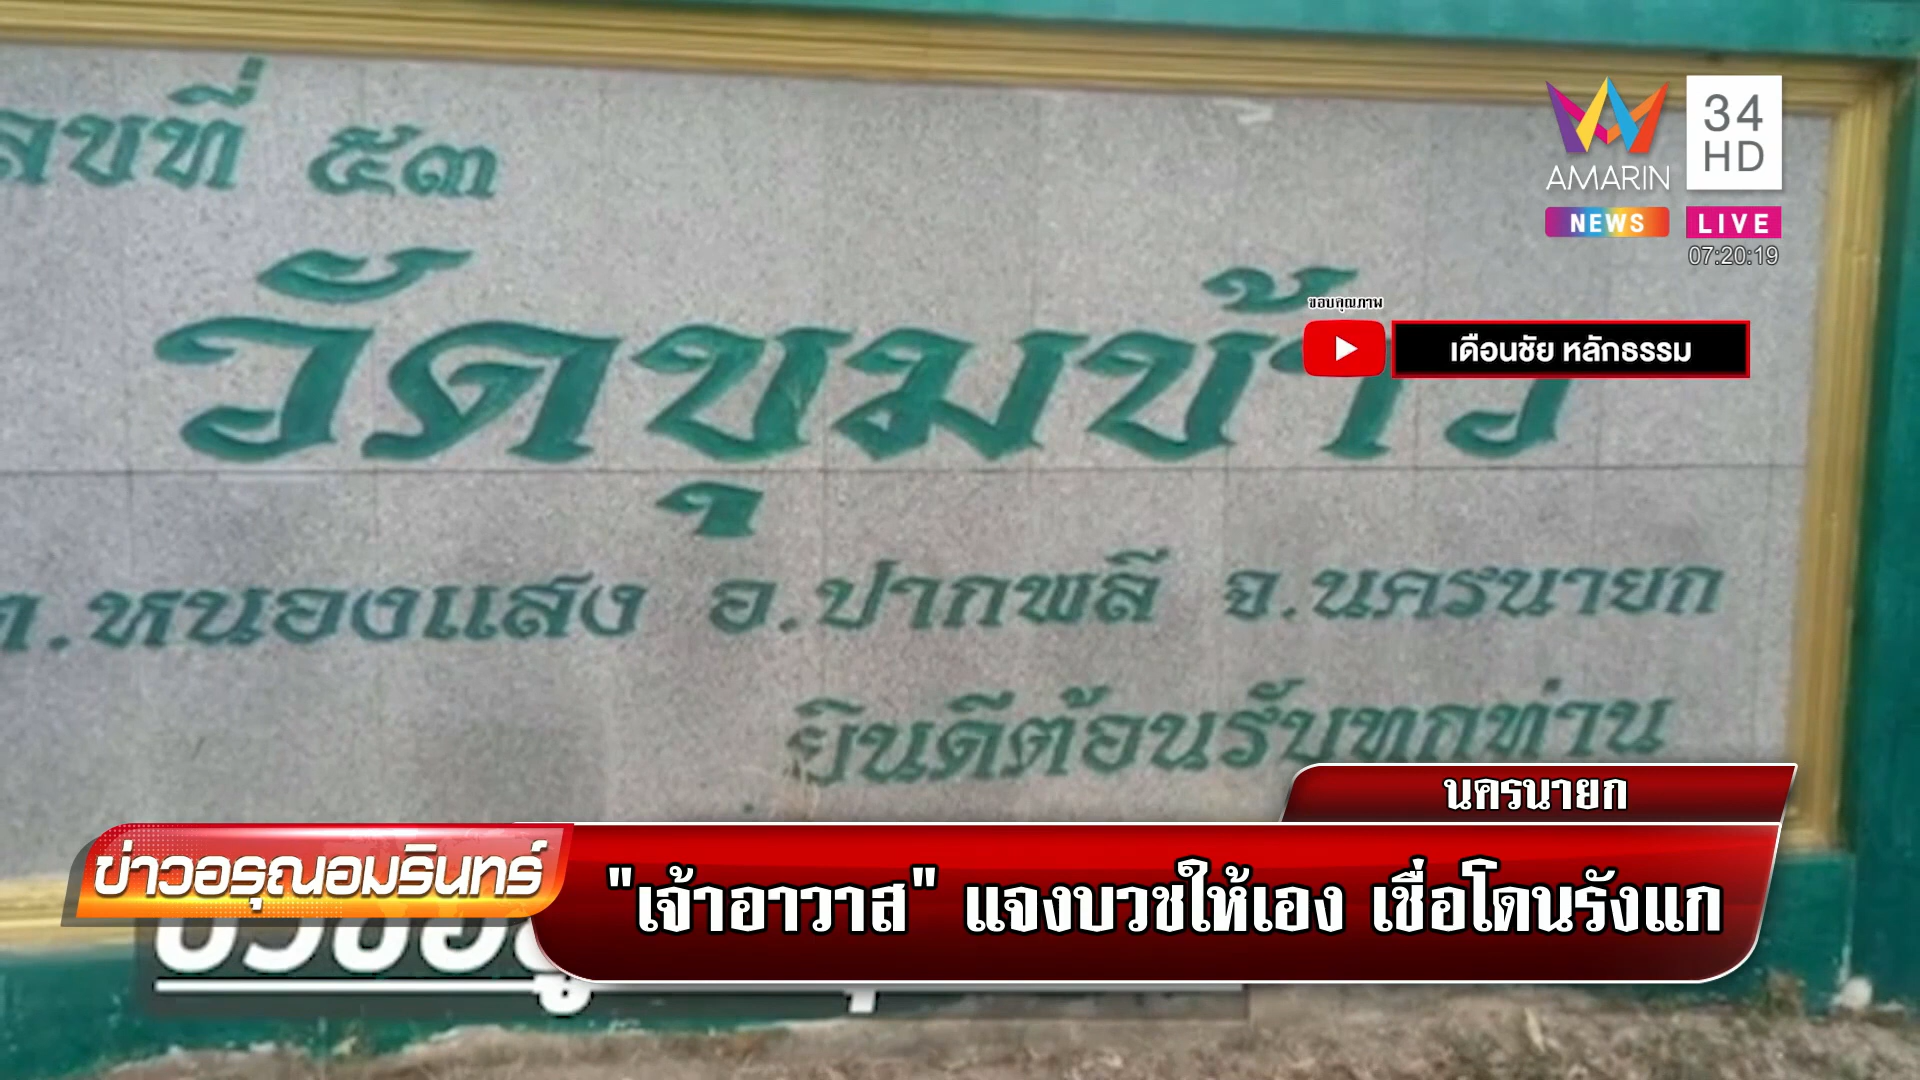 เลขที่ ๕๓
วัดขุมข้าว
ต.หนองแสง อ.ปากพลี จ.นครนายก
ยินดีต้อนรับทุกท่าน
AMARIN
34
HD
NEWS
LIVE
07:20:19
ขอบคุณภาพ
เดือนชัย หลักธรรม
นครนายก
ข่าวอรุณอมรินทร์
"เจ้าอาวาส" แจงบวชให้เอง เชื่อโดนรังแก